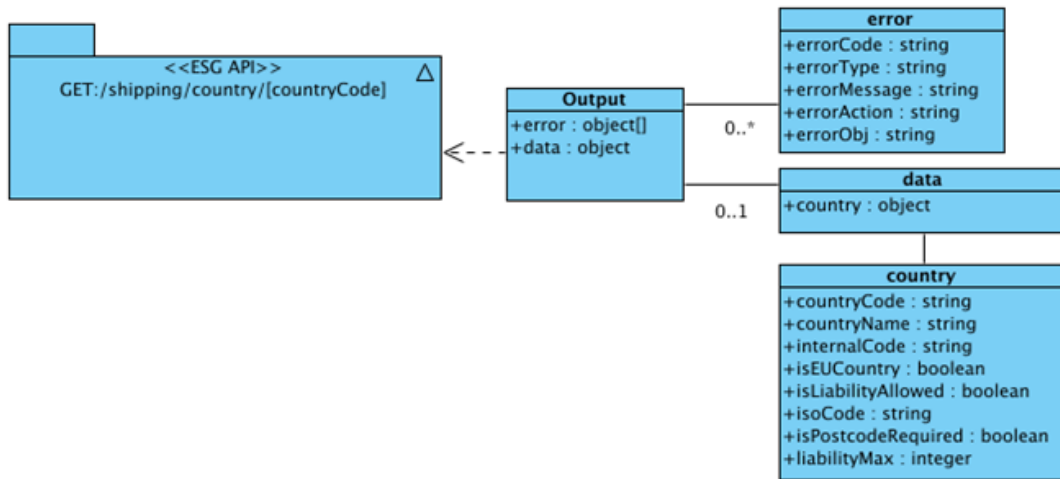 <<ESG API>>
GET:/shipping/country/[countryCode]
Output
+error : object[]
+data : object
0..*
0..1
error
+errorCode : string
+errorType : string
+errorMessage : string
+errorAction : string
+errorObj : string
data
+country : object
country
+countryCode : string
+countryName : string
+internalCode : string
+isEUCountry : boolean
+isLiabilityAllowed : boolean
+isoCode : string
+isPostcodeRequired : boolean
+liabilityMax : integer